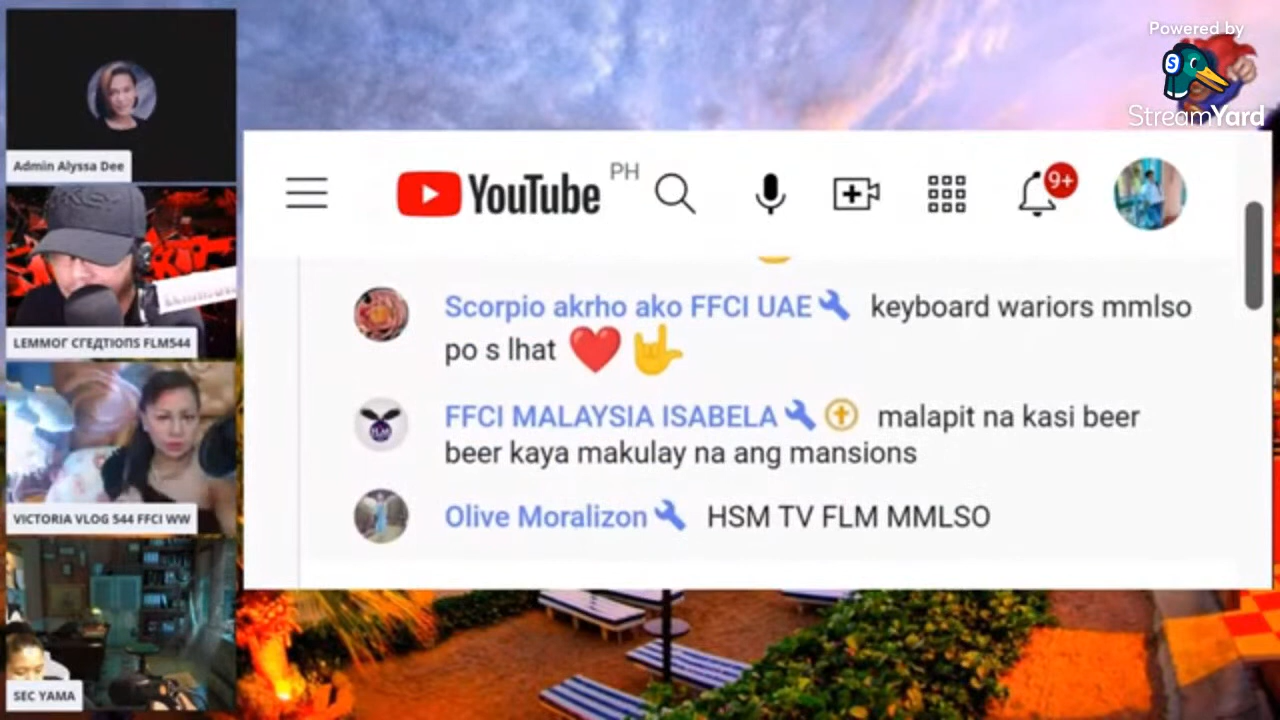 Powered by
StreamYard
Admin Alyssa Dee
LEMMOГ CГEДTIOПS FLM544
VICTORIA VLOG 544 FFCI WW
SEC YAMA
YouTube PH
9+
Scorpio akrho ako FFCI UAE keyboard wariors mmlso
po s lhat
FFCI MALAYSIA ISABELA malapit na kasi beer
beer kaya makulay na ang mansions
Olive Moralizon HSM TV FLM MMLSO